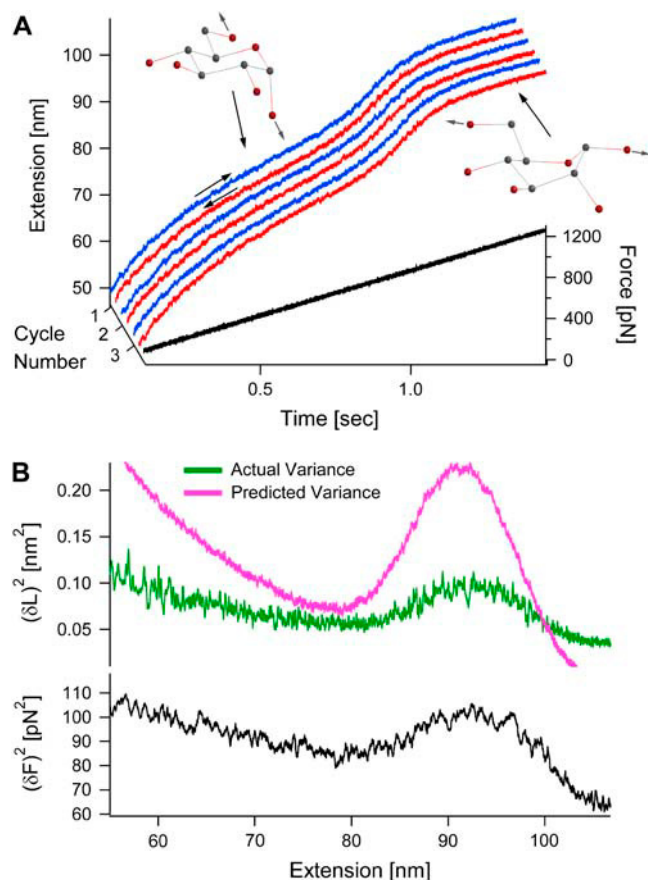 A
Extension [nm]
100
90
80
70
60
50
1
2
3
Cycle
Number
0.5
1.0
Time [sec]
1200
800
400
0
Force
[pN]
B
Actual Variance
Predicted Variance
(δL)² [nm²]
0.20
0.15
0.10
0.05
(δF)² [pN²]
110
100
90
80
70
60
60
70
80
90
100
Extension [nm]